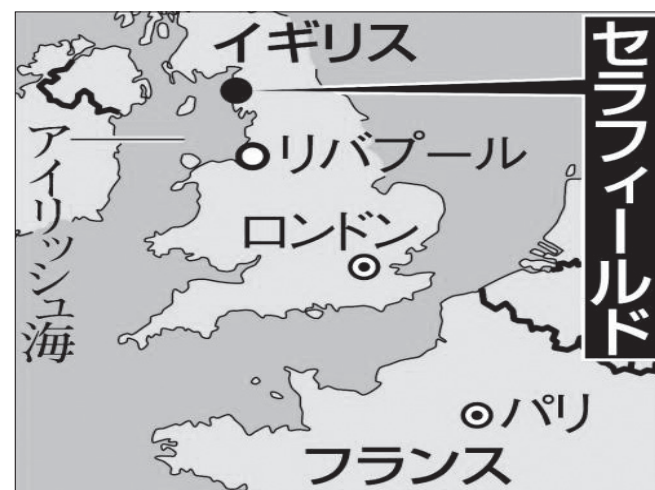 イギリス
セラフィールド
アイリッシュ海
リバプール
ロンドン
パリ
フランス